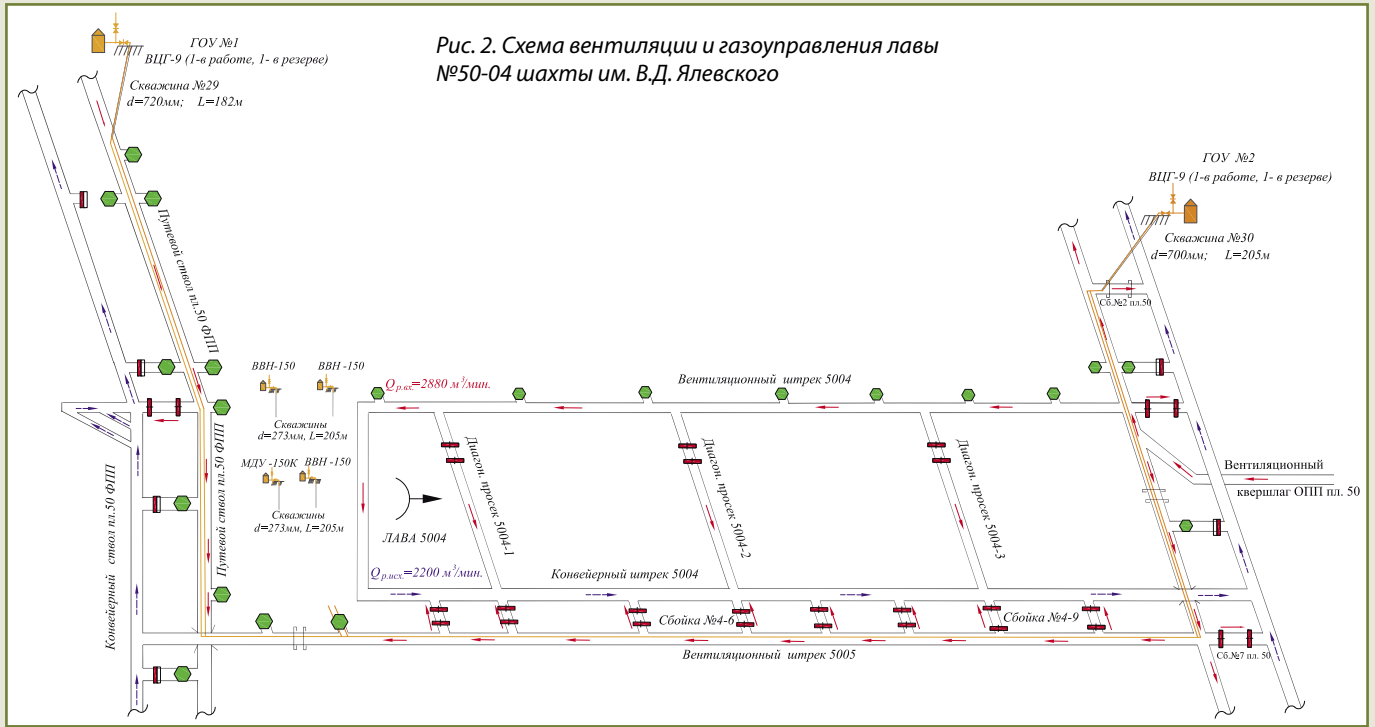 Рис. 2. Схема вентиляции и газоуправления лавы
№50-04 шахты им. В.Д. Ялевского
ГОУ №1
ВЦГ-9 (1-в работе, 1- в резерве)
Скважина №29
d=720мм; L=182м
ГОУ №2
ВЦГ-9 (1-в работе, 1- в резерве)
Скважина №30
d=700мм; L=205м
Сб.№2 пл.50
Путевой ствол пл.50 ФПП
ВВН-150
ВВН -150
Скважины
d=273мм, L=205м
МДУ -150К
ВВН -150
Скважины
d=273мм, L=205м
Q р.вх.=2880 м³/мин.
Вентиляционный штрек 5004
Конвейерный ствол пл.50 ФПП
Путевой ствол пл.50 ФПП
Диагон. просек 5004-1
Диагон. просек 5004-2
Диагон. просек 5004-3
Вентиляционный
квершлаг ОПП пл. 50
ЛАВА 5004
Q р.исх.=2200 м³/мин.
Конвейерный штрек 5004
Сбойка №4-6
Сбойка №4-9
Вентиляционный штрек 5005
Сб.№7 пл. 50